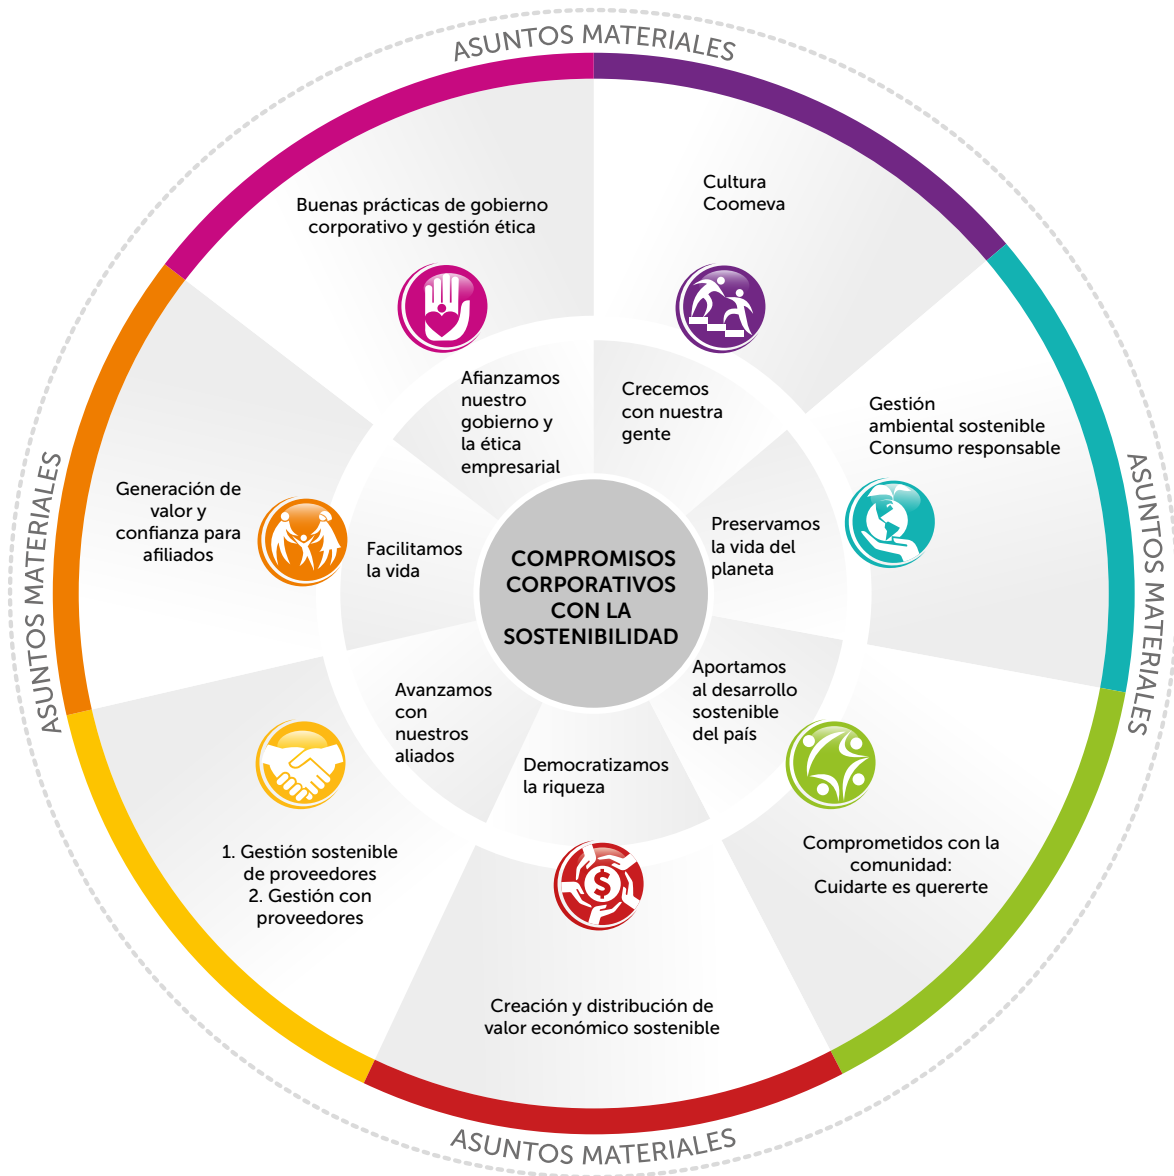 ASUNTOS MATERIALES
Buenas prácticas de gobierno
corporativo y gestión ética
Cultura
Coomeva
Afianzamos
nuestro
gobierno y
la ética
empresarial
Crecemos
con nuestra
gente
Gestión
ambiental sostenible
Consumo responsable
ASUNTOS MATERIALES
Generación de
valor y
confianza para
afiliados
Facilitamos
la vida
COMPROMISOS
CORPORATIVOS
CON LA
SOSTENIBILIDAD
Preservamos
la vida del
planeta
ASUNTOS MATERIALES
Avanzamos
con
nuestros
aliados
Democratizamos
la riqueza
Aportamos
al desarrollo
sostenible
del país
1. Gestión sostenible
de proveedores
2. Gestión con
proveedores
$
Comprometidos con la
comunidad:
Cuidarte es quererte
Creación y distribución de
valor económico sostenible
ASUNTOS MATERIALES